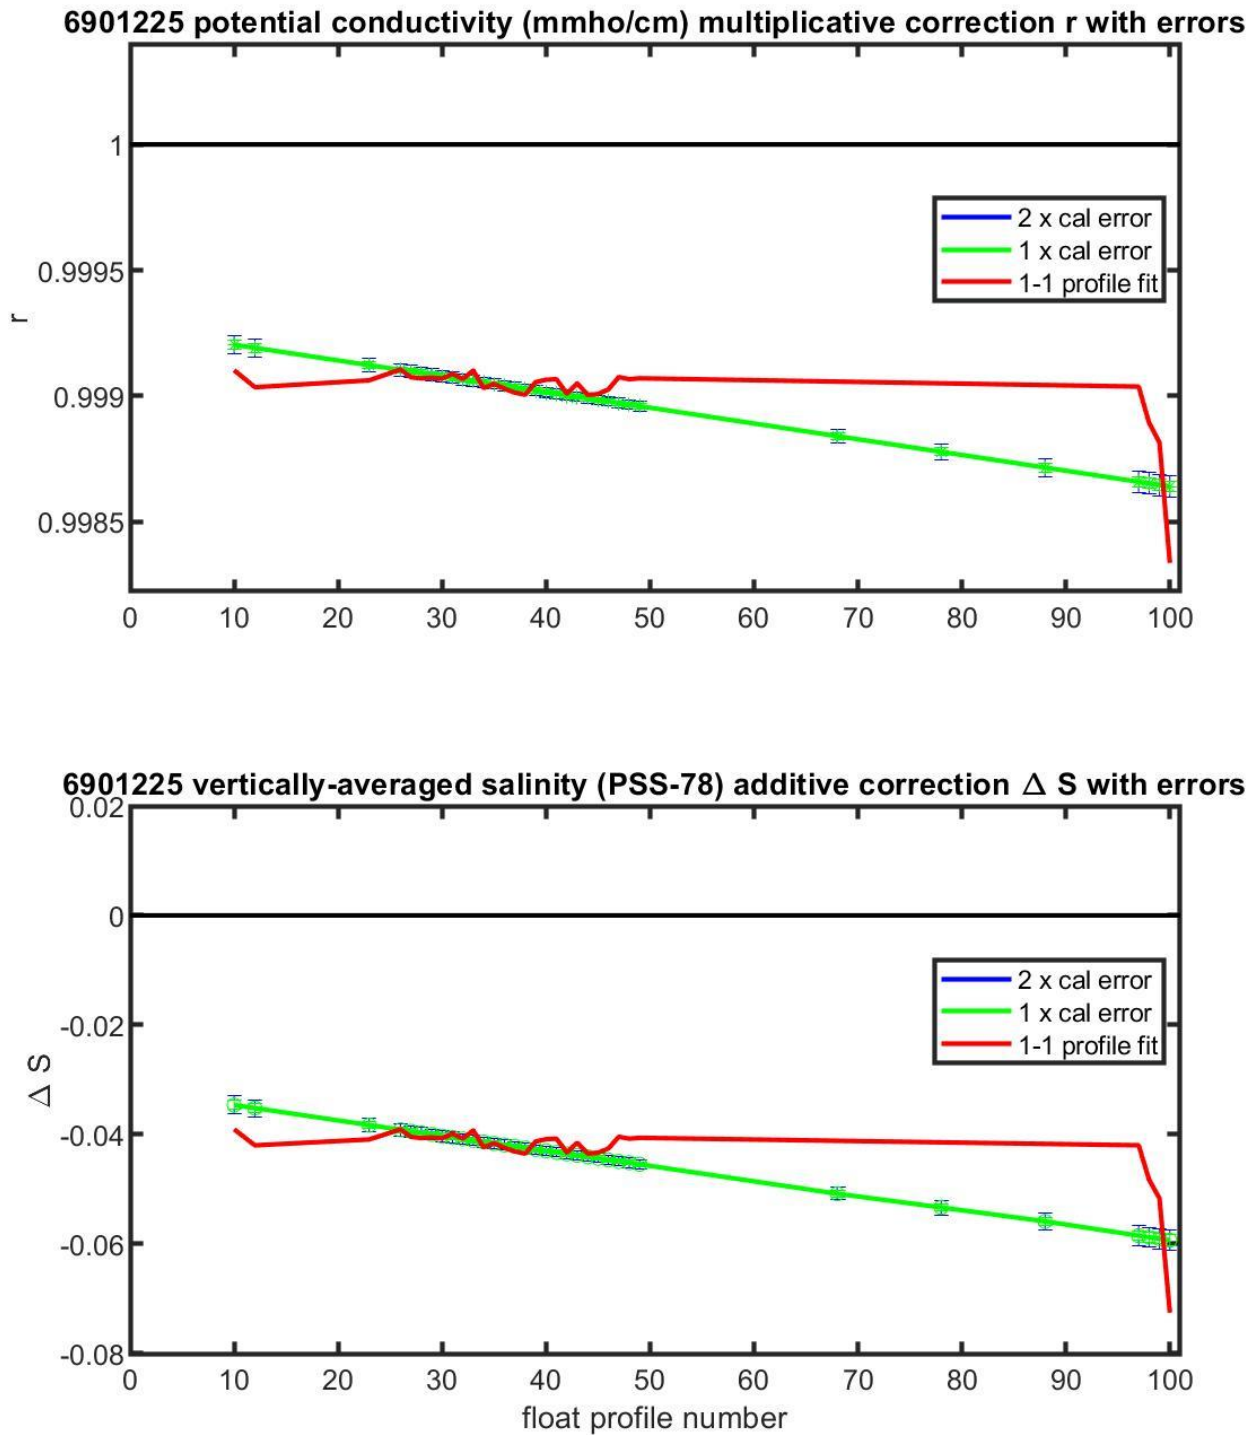 6901225 potential conductivity (mmho/cm) multiplicative correction r with errors
1
0.9995
0.999
0.9985
r
2 x cal error
1 x cal error
1-1 profile fit
0 10 20 30 40 50 60 70 80 90 100
6901225 vertically-averaged salinity (PSS-78) additive correction Δ S with errors
0.02
0
-0.02
-0.04
-0.06
-0.08
Δ S
2 x cal error
1 x cal error
1-1 profile fit
0 10 20 30 40 50 60 70 80 90 100
float profile number